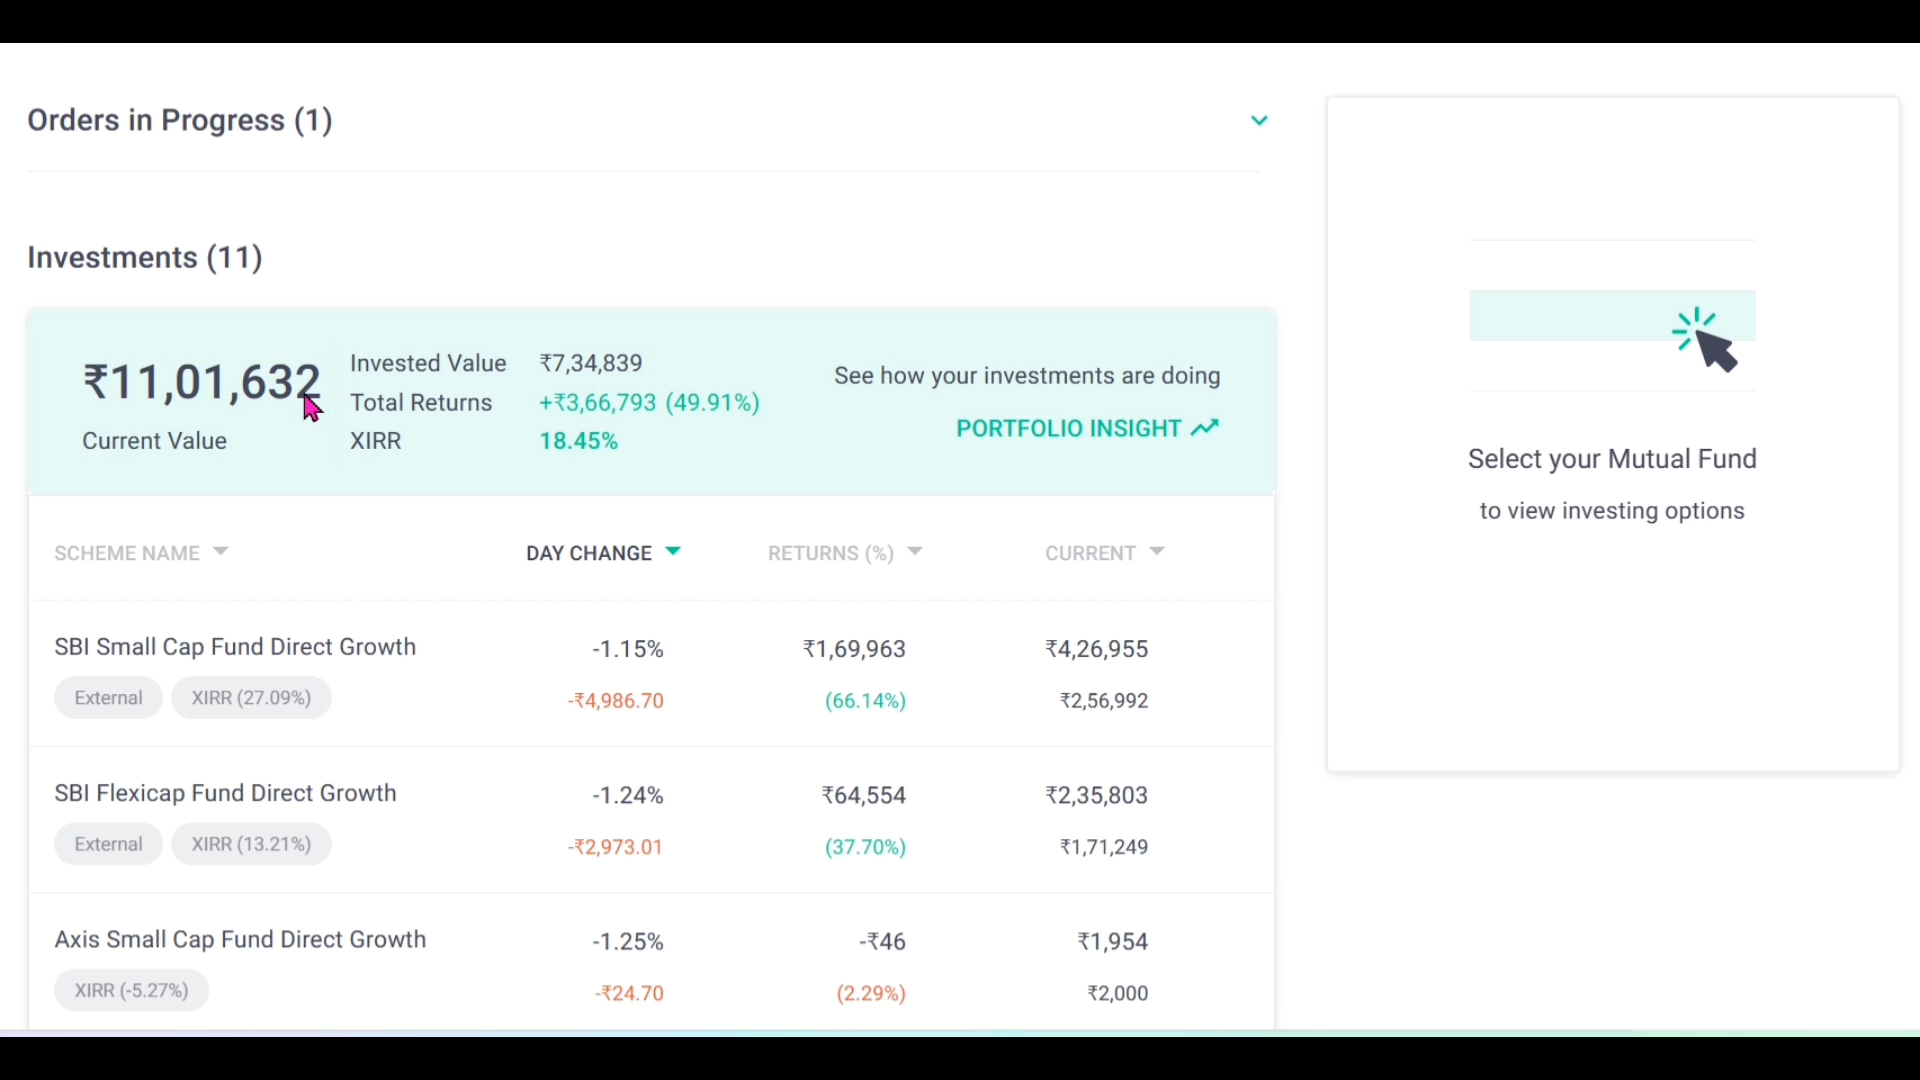 Orders in Progress (1)
Investments (11)
₹11,01,632
Current Value
Invested Value ₹7,34,839
Total Returns +₹3,66,793 (49.91%)
XIRR 18.45%
See how your investments are doing
PORTFOLIO INSIGHT
SCHEME NAME DAY CHANGE RETURNS (%) CURRENT
SBI Small Cap Fund Direct Growth -1.15% ₹1,69,963 ₹4,26,955
External XIRR (27.09%) -₹4,986.70 (66.14%) ₹2,56,992
SBI Flexicap Fund Direct Growth -1.24% ₹64,554 ₹2,35,803
External XIRR (13.21%) -₹2,973.01 (37.70%) ₹1,71,249
Axis Small Cap Fund Direct Growth -1.25% -₹46 ₹1,954
XIRR (-5.27%) -₹24.70 (2.29%) ₹2,000
Select your Mutual Fund
to view investing options